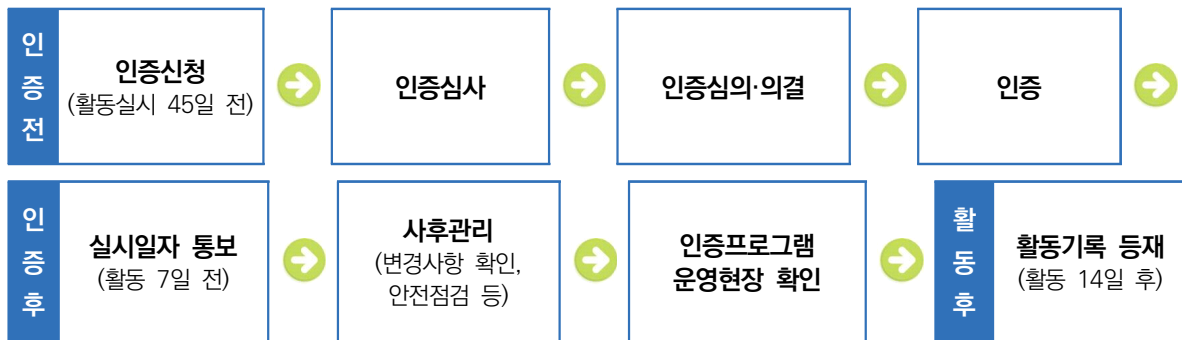 인증전
인증신청
(활동실시 45일 전)
인증심사
인증심의·의결
인증
인증후
실시일자 통보
(활동 7일 전)
사후관리
(변경사항 확인,
안전점검 등)
인증프로그램
운영현장 확인
활동후
활동기록 등재
(활동 14일 후)